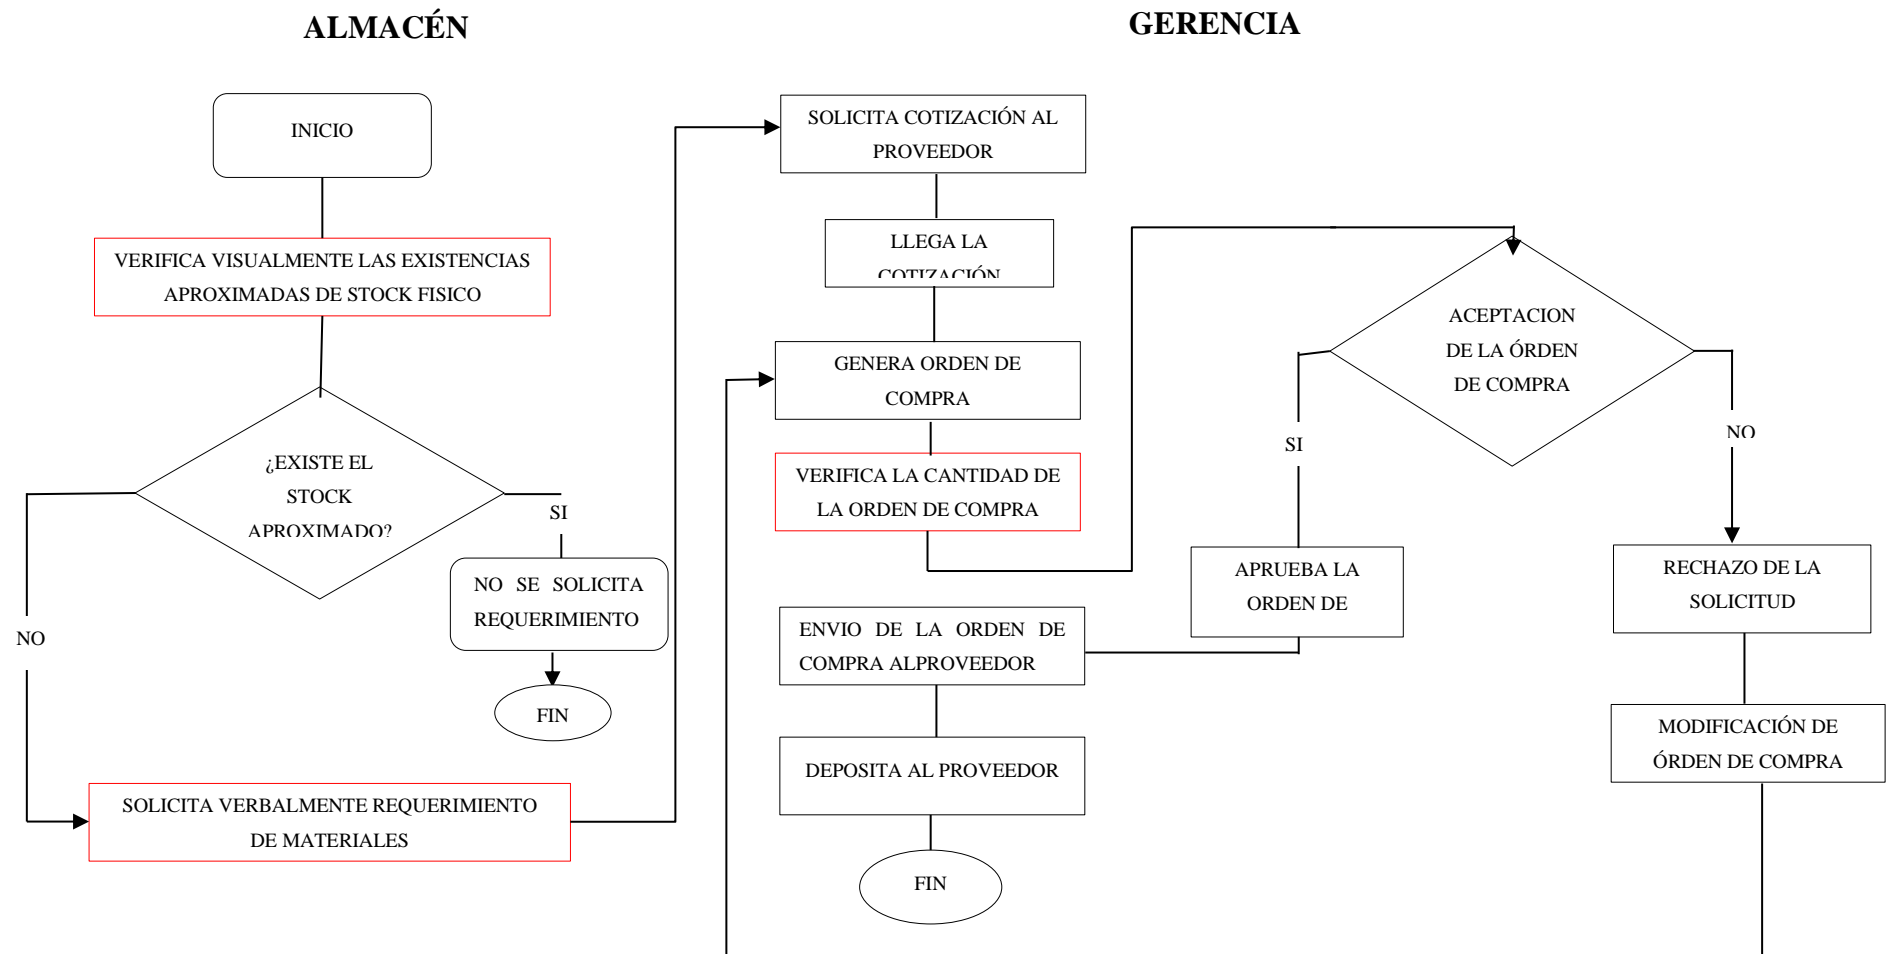 ALMACÉN
GERENCIA
INICIO
VERIFICA VISUALMENTE LAS EXISTENCIAS
APROXIMADAS DE STOCK FISICO
¿EXISTE EL
STOCK
APROXIMADO?
SI
NO SE SOLICITA
REQUERIMIENTO
FIN
NO
SOLICITA VERBALMENTE REQUERIMIENTO
DE MATERIALES
SOLICITA COTIZACIÓN AL
PROVEEDOR
LLEGA LA
COTIZACIÓN
GENERA ORDEN DE
COMPRA
VERIFICA LA CANTIDAD DE
LA ORDEN DE COMPRA
ACEPTACION
DE LA ÓRDEN
DE COMPRA
SI
NO
APRUEBA LA
ORDEN DE
ENVIO DE LA ORDEN DE
COMPRA ALPROVEEDOR
DEPOSITA AL PROVEEDOR
FIN
RECHAZO DE LA
SOLICITUD
MODIFICACIÓN DE
ÓRDEN DE COMPRA